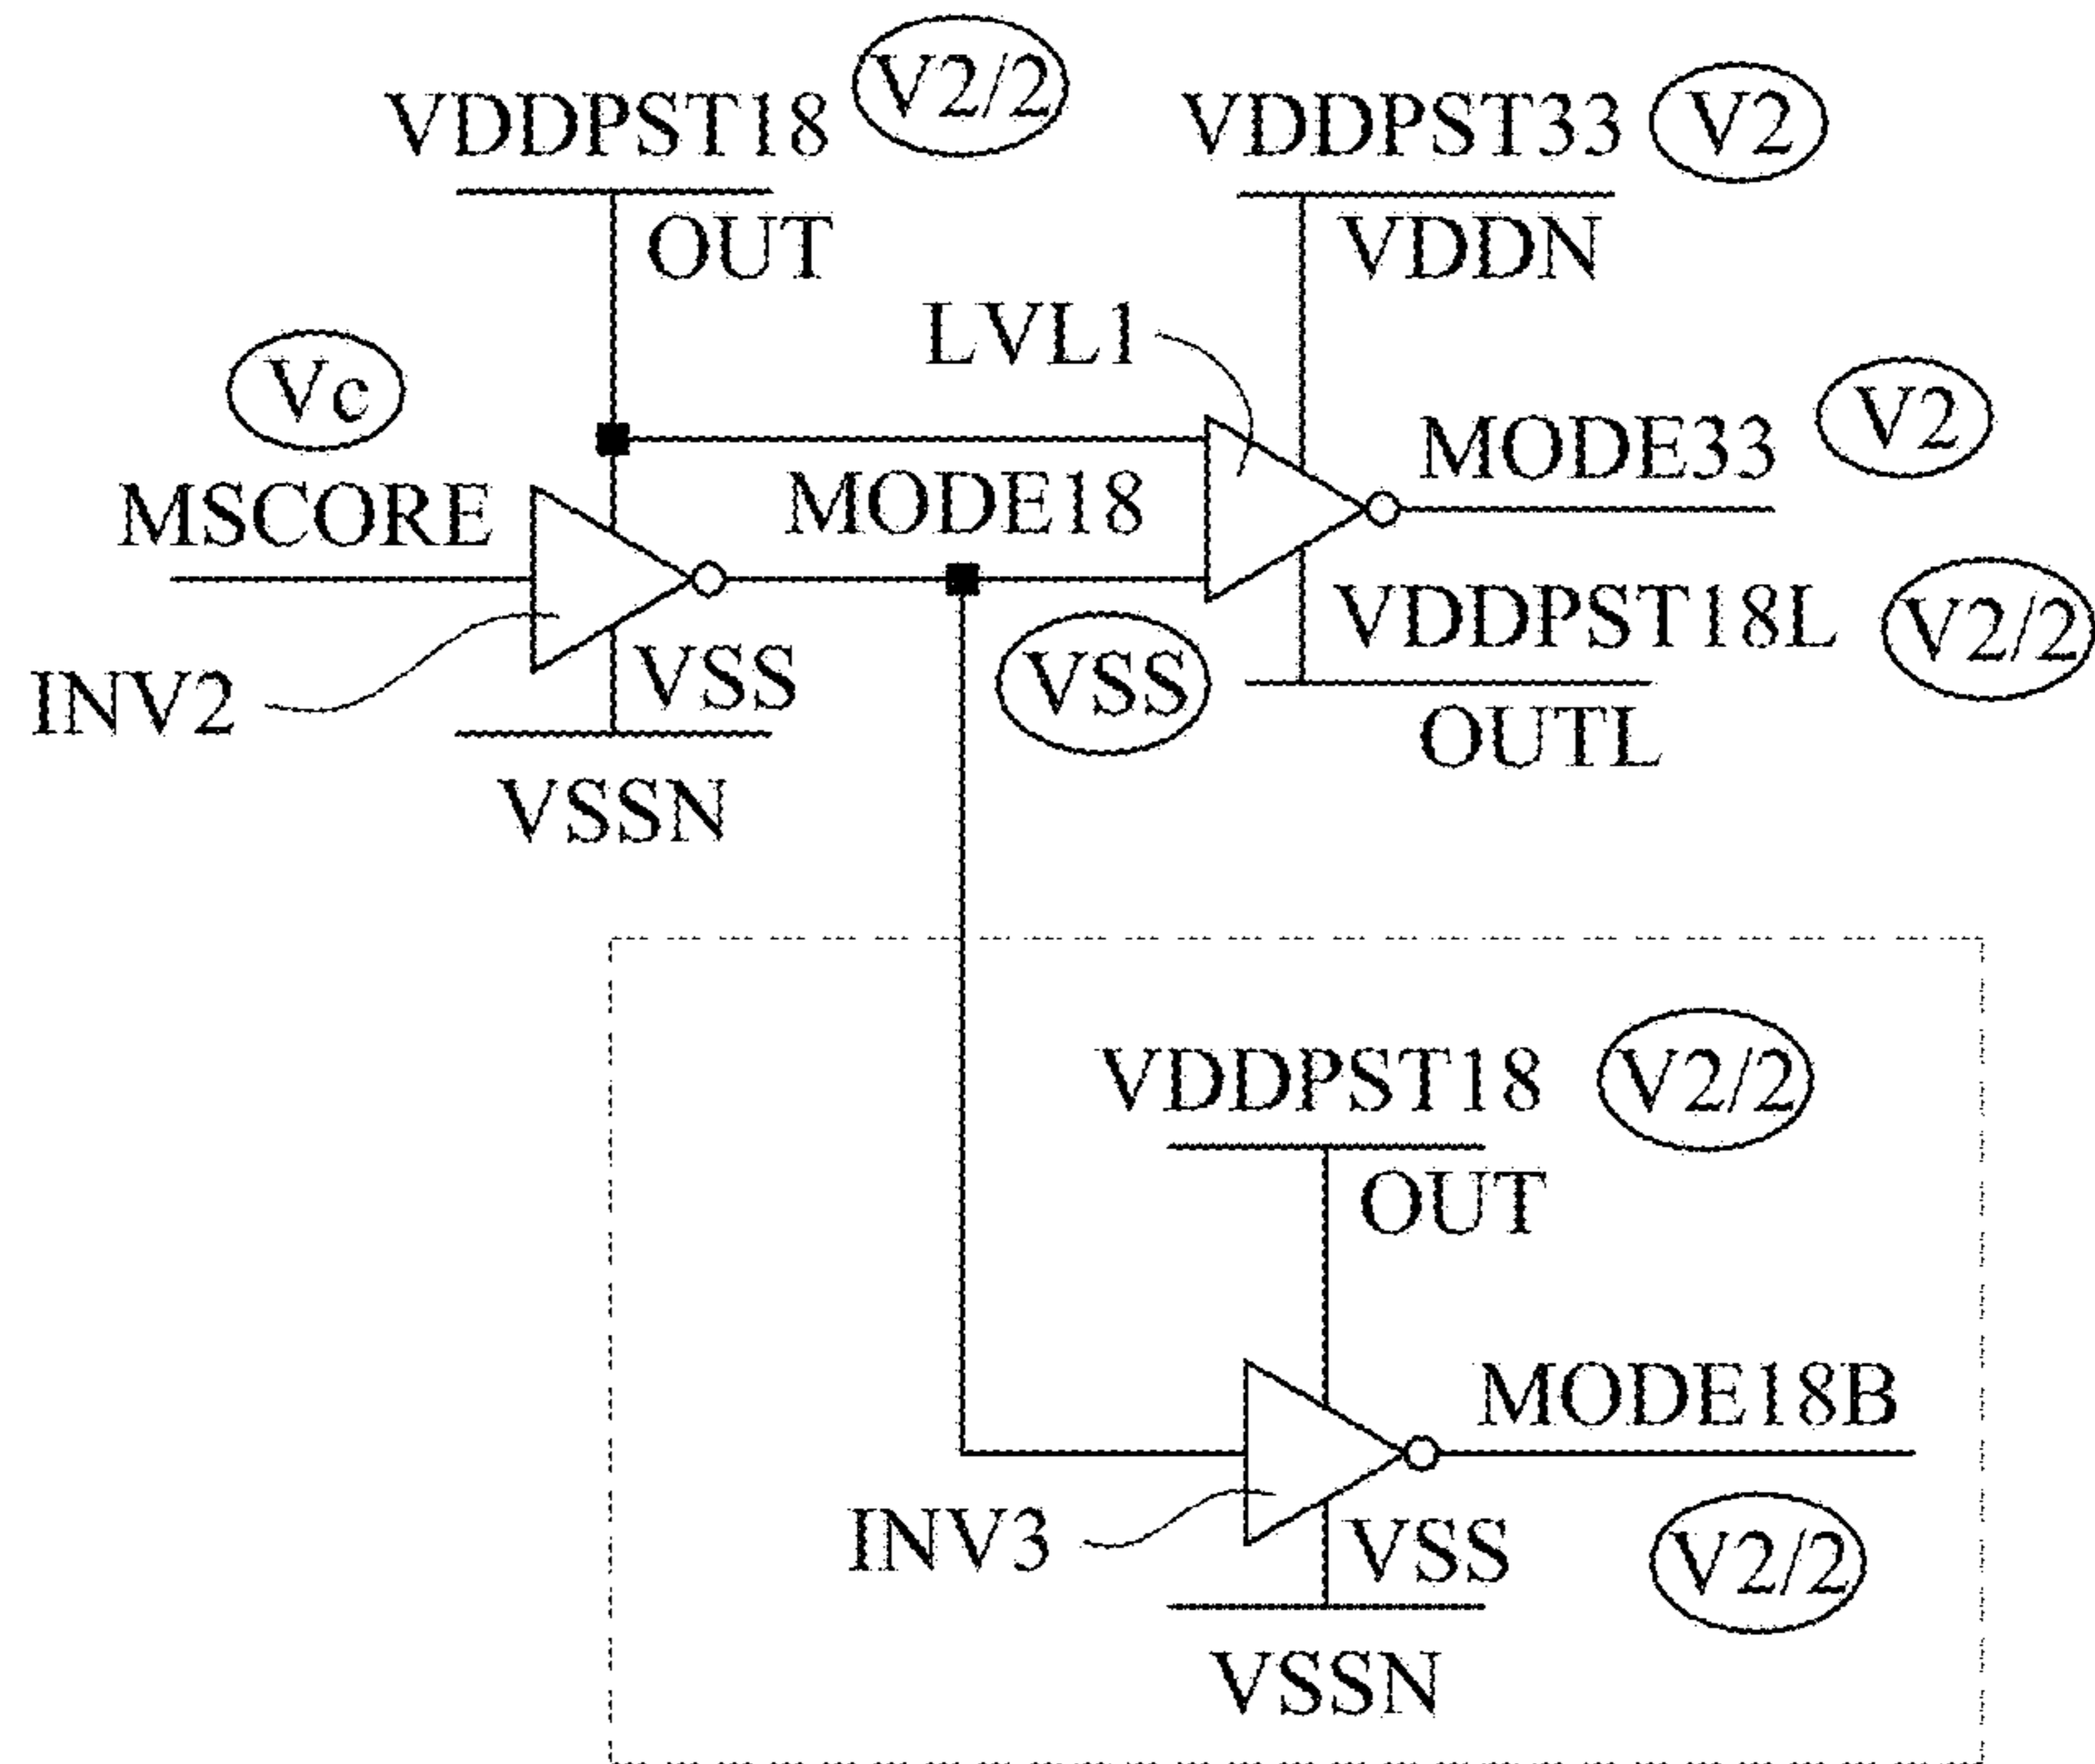 VDDPST18 V2/2
VDDPST33 V2
OUT
VDDN
LVL1
Vc
MODE33 V2
MSCORE
MODE18
VDDPST18L V2/2
INV2
VSS
VSS
OUTL
VSSN
VDDPST18 V2/2
OUT
MODE18B
INV3
VSS
V2/2
VSSN